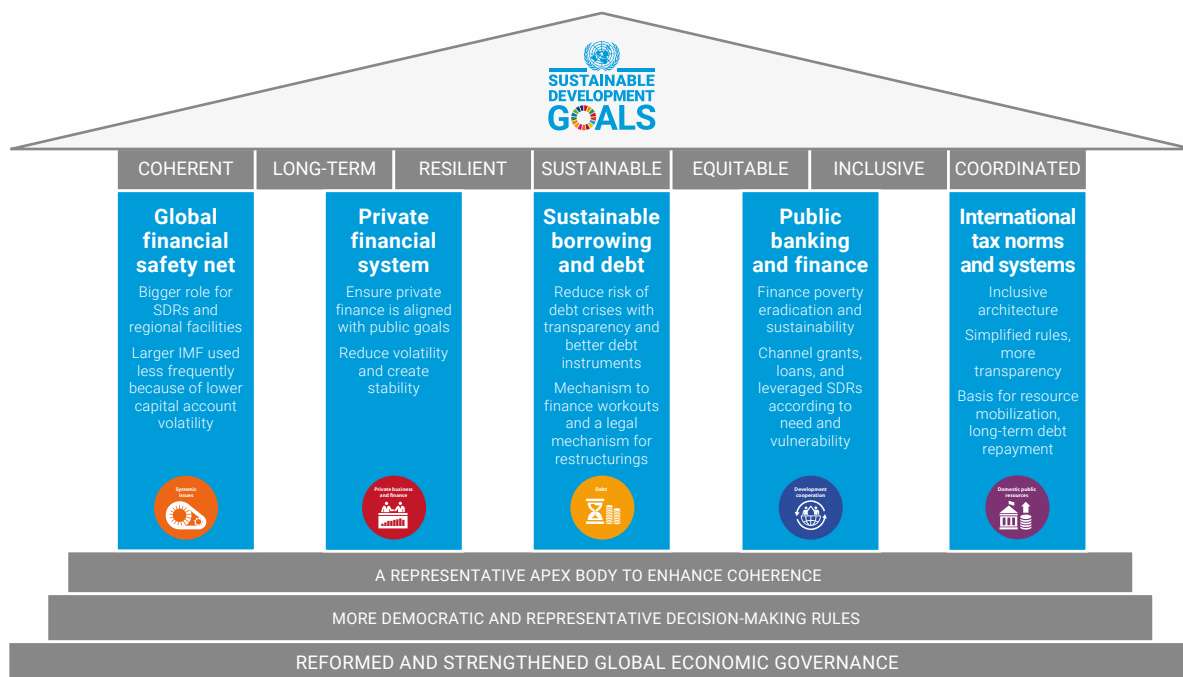 SUSTAINABLE
DEVELOPMENT
GOALS
COHERENT
LONG-TERM
RESILIENT
SUSTAINABLE
EQUITABLE
INCLUSIVE
COORDINATED
Global
financial
safety net
Bigger role for
SDRs and
regional facilities
Larger IMF used
less frequently
because of lower
capital account
volatility
Systemic
issues
Private
financial
system
Ensure private
finance is aligned
with public goals
Reduce volatility
and create
stability
Private business
and finance
Sustainable
borrowing
and debt
Reduce risk of
debt crises with
transparency and
better debt
instruments
Mechanism to
finance workouts
and a legal
mechanism for
restructurings
Debt
Public
banking
and finance
Finance poverty
eradication and
sustainability
Channel grants,
loans, and
leveraged SDRs
according to
need and
vulnerability
Development
cooperation
International
tax norms
and systems
Inclusive
architecture
Simplified rules,
more
transparency
Basis for resource
mobilization,
long-term debt
repayment
Domestic public
resources
A REPRESENTATIVE APEX BODY TO ENHANCE COHERENCE
MORE DEMOCRATIC AND REPRESENTATIVE DECISION-MAKING RULES
REFORMED AND STRENGTHENED GLOBAL ECONOMIC GOVERNANCE